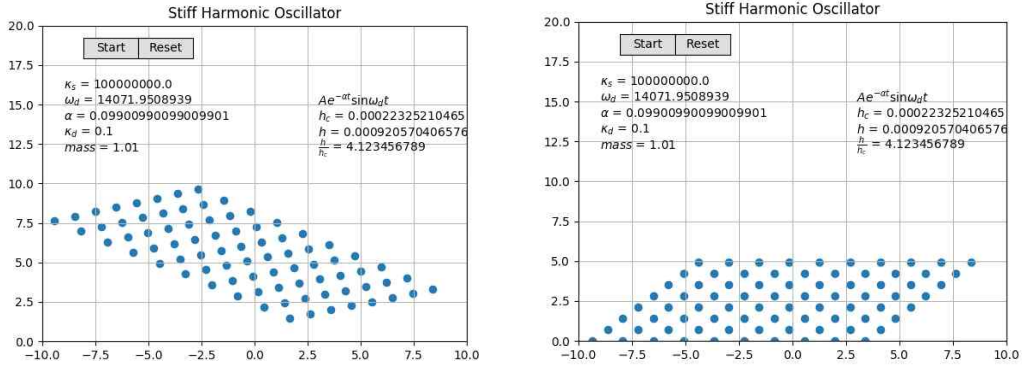 Stiff Harmonic Oscillator
20.0
Start Reset
17.5
κs = 100000000.0
ωd = 14071.9508939
α = 0.09900990099009901
κd = 0.1
mass = 1.01
Ae^{-αt}sinωdt
hc = 0.00022325210465
h = 0.000920570406576
h/hc = 4.123456789
15.0
12.5
10.0
7.5
5.0
2.5
0.0
−10.0 −7.5 −5.0 −2.5 0.0 2.5 5.0 7.5 10.0
Stiff Harmonic Oscillator
20.0
Start Reset
17.5
κs = 100000000.0
ωd = 14071.9508939
α = 0.09900990099009901
κd = 0.1
mass = 1.01
Ae^{-αt}sinωdt
hc = 0.00022325210465
h = 0.000920570406576
h/hc = 4.123456789
15.0
12.5
10.0
7.5
5.0
2.5
0.0
−10.0 −7.5 −5.0 −2.5 0.0 2.5 5.0 7.5 10.0